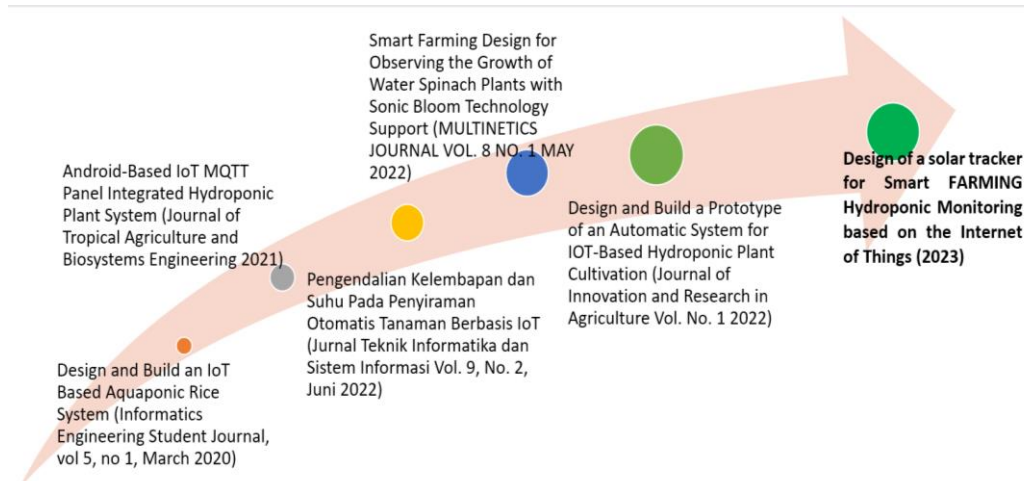 Smart Farming Design for
Observing the Growth of
Water Spinach Plants with
Sonic Bloom Technology
Support (MULTINETICS
JOURNAL VOL. 8 NO. 1 MAY
2022)
Android-Based IoT MQTT
Panel Integrated Hydroponic
Plant System (Journal of
Tropical Agriculture and
Biosystems Engineering 2021)
Design of a solar tracker
for Smart FARMING
Hydroponic Monitoring
based on the Internet
of Things (2023)
Design and Build a Prototype
of an Automatic System for
IOT-Based Hydroponic Plant
Cultivation (Journal of
Innovation and Research in
Agriculture Vol. No. 1 2022)
Pengendalian Kelembapan dan
Suhu Pada Penyiraman
Otomatis Tanaman Berbasis IoT
(Jurnal Teknik Informatika dan
Sistem Informasi Vol. 9, No. 2,
Juni 2022)
Design and Build an IoT
Based Aquaponic Rice
System (Informatics
Engineering Student Journal,
vol 5, no 1, March 2020)